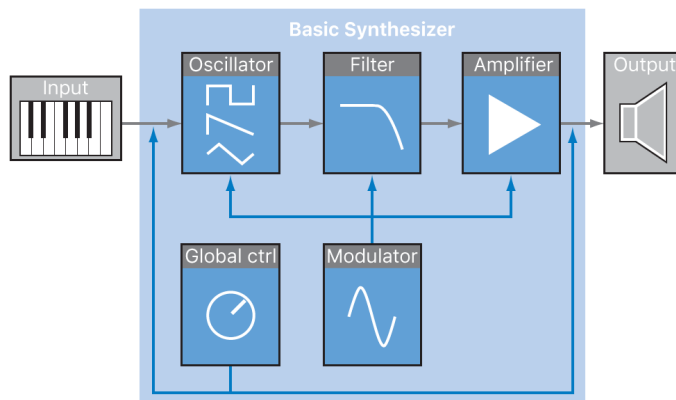 Basic Synthesizer
Input
Oscillator
Filter
Amplifier
Output
Global ctrl
Modulator